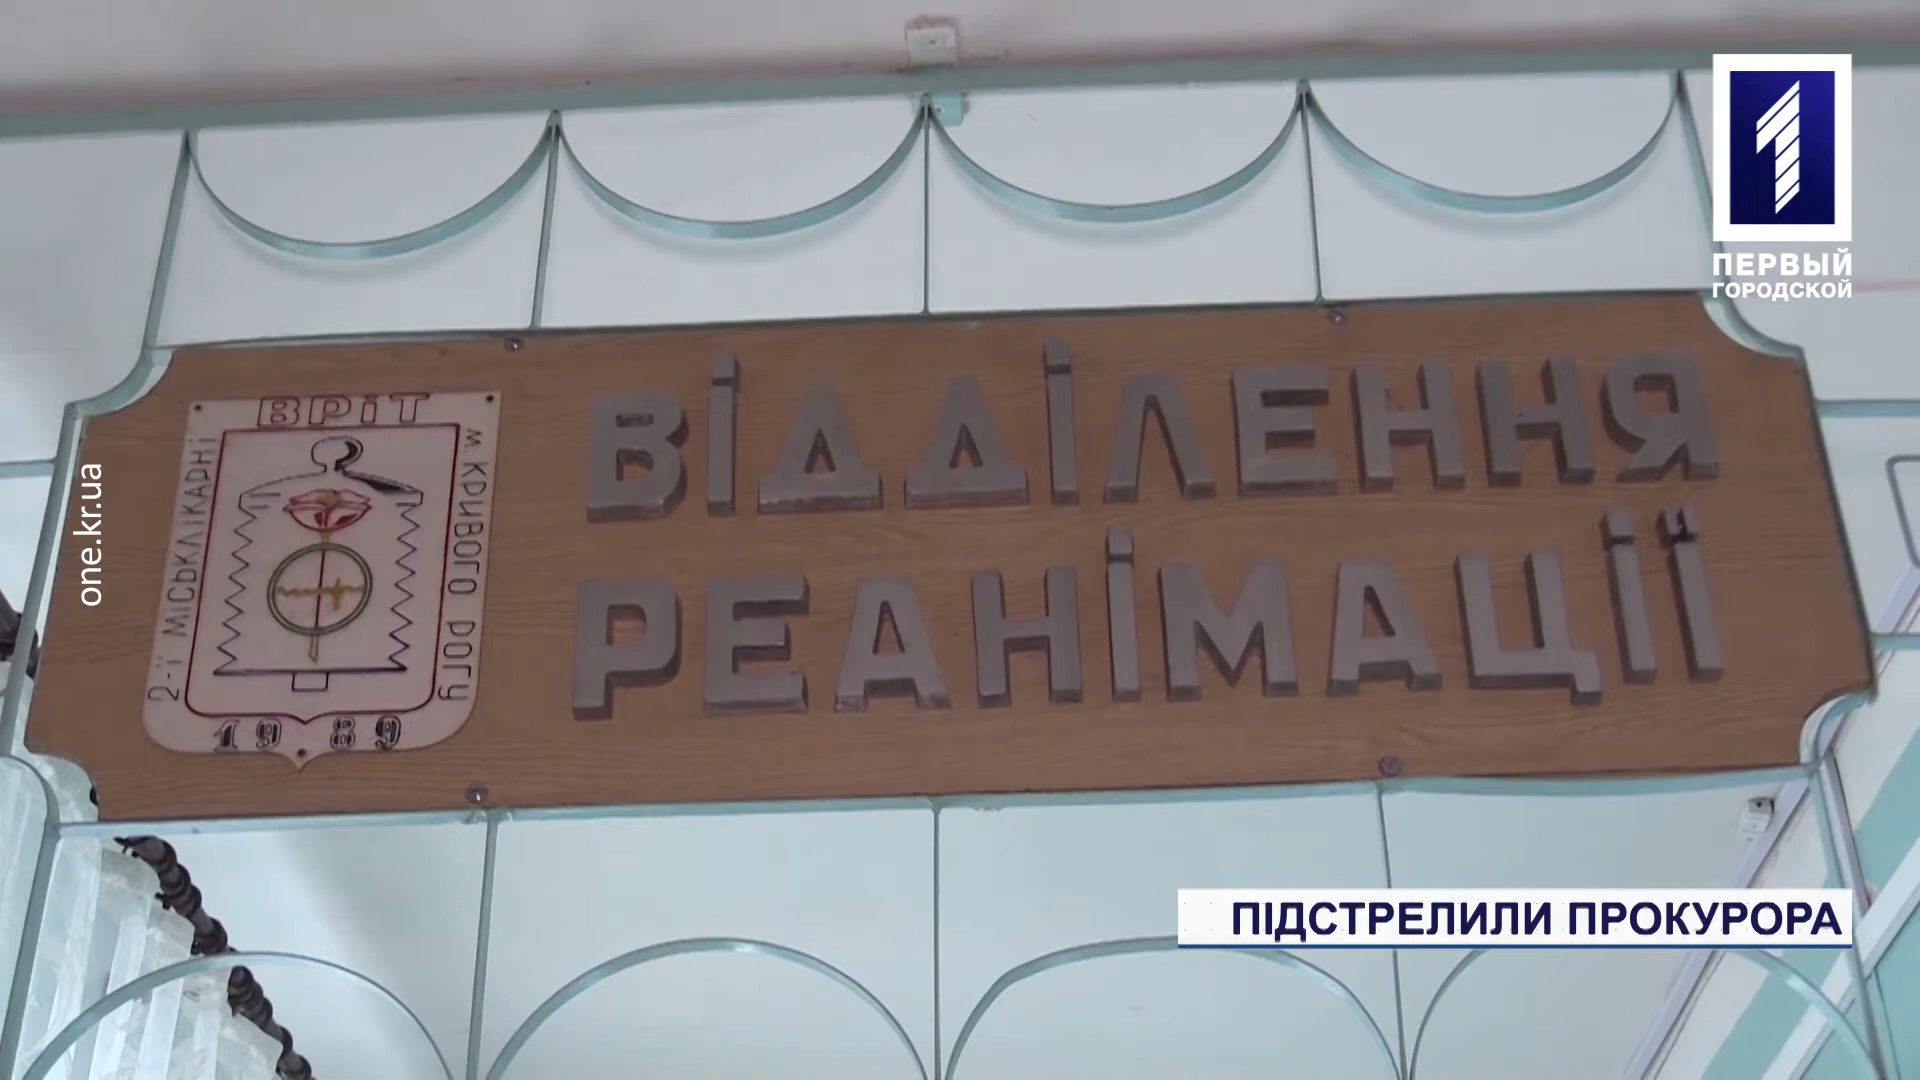 ПЕРВЫЙ
ГОРОДСКОЙ
one.kr.ua
ВРіТ
2-ї МіСЬКЛіКАРНі
м. КРИВОГО РОГУ
1989
ВІДДІЛЕННЯ
РЕАНІМАЦІЇ
ПІДСТРЕЛИЛИ ПРОКУРОРА